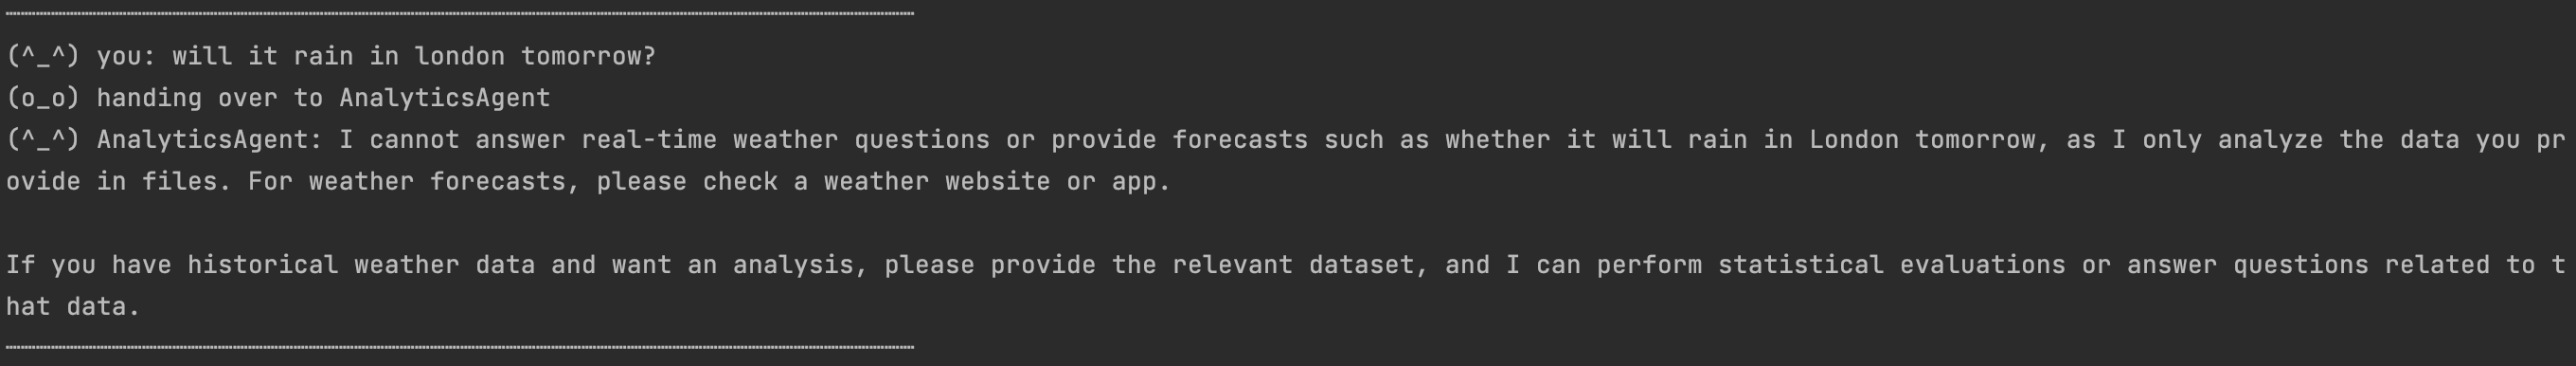 (^_^) you: will it rain in london tomorrow?
(o_o) handing over to AnalyticsAgent
(^_^) AnalyticsAgent: I cannot answer real-time weather questions or provide forecasts such as whether it will rain in London tomorrow, as I only analyze the data you pr
ovide in files. For weather forecasts, please check a weather website or app.
If you have historical weather data and want an analysis, please provide the relevant dataset, and I can perform statistical evaluations or answer questions related to t
hat data.